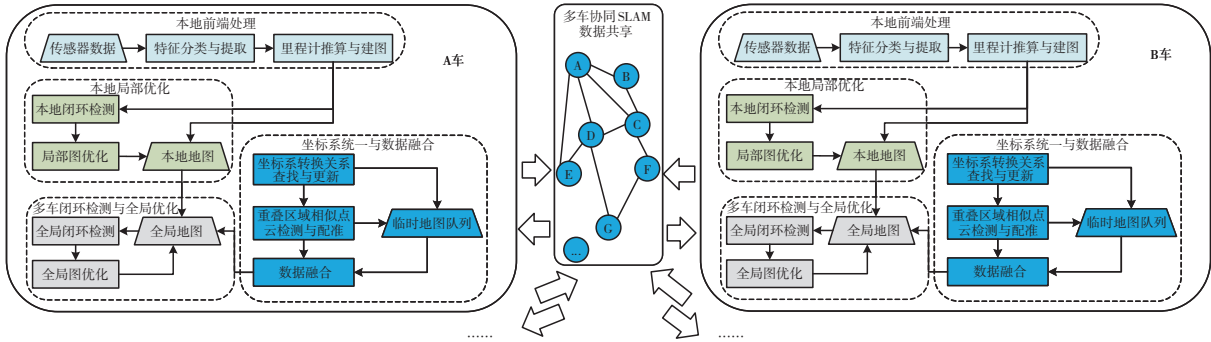 本地前端处理
传感器数据
特征分类与提取
里程计推算与建图
A车
本地局部优化
本地闭环检测
局部图优化
本地地图
坐标系统一与数据融合
坐标系转换关系
查找与更新
重叠区域相似点
云检测与配准
临时地图队列
数据融合
多车闭环检测与全局优化
全局闭环检测
全局地图
全局图优化
......
多车协同SLAM
数据共享
A
B
C
D
E
F
G
...
本地前端处理
传感器数据
特征分类与提取
里程计推算与建图
B车
本地局部优化
本地闭环检测
局部图优化
本地地图
坐标系统一与数据融合
坐标系转换关系
查找与更新
重叠区域相似点
云检测与配准
临时地图队列
数据融合
多车闭环检测与全局优化
全局闭环检测
全局地图
全局图优化
......